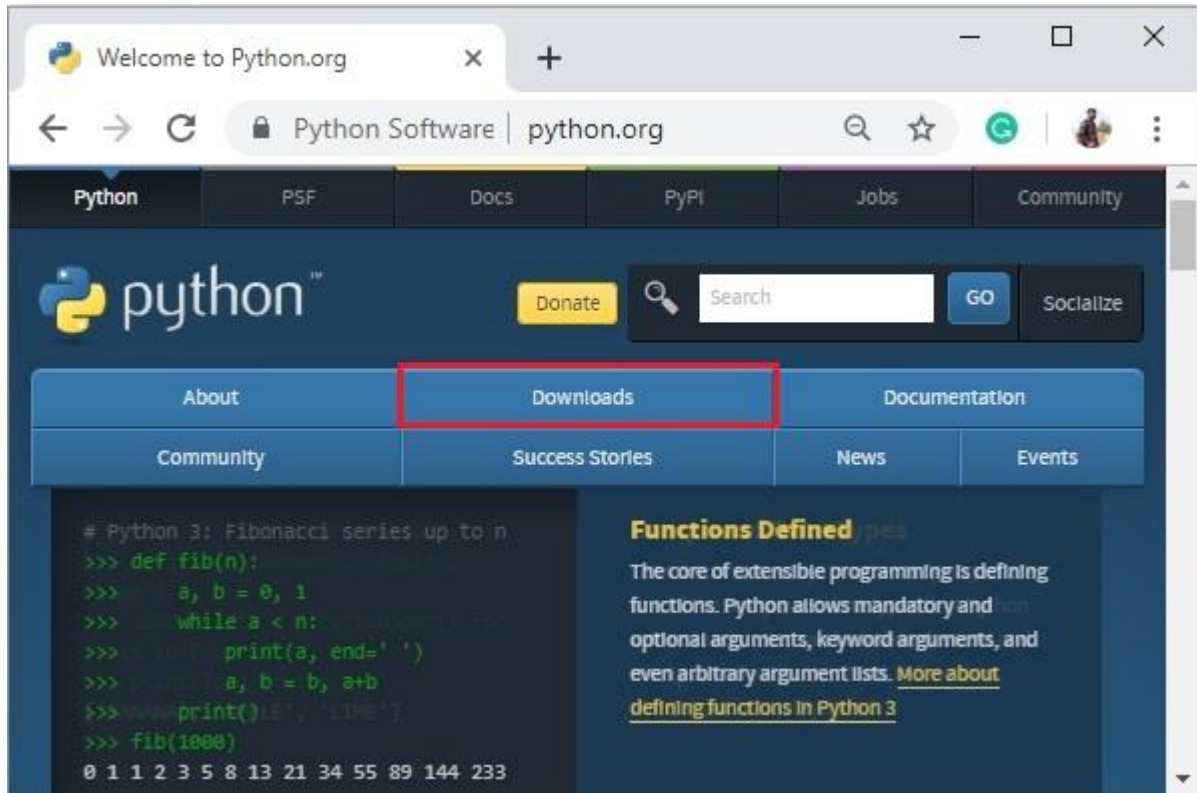 Welcome to Python.org
Python Software | python.org
Python PSF Docs PyPI Jobs Community
python™
Donate Search GO Socialize
About Downloads Documentation
Community Success Stories News Events
# Python 3: Fibonacci series up to n
>>> def fib(n):
>>> a, b = 0, 1
>>> while a < n:
>>> print(a, end=' ')
>>> a, b = b, a+b
>>> print()
>>> fib(1000)
0 1 1 2 3 5 8 13 21 34 55 89 144 233
Functions Defined
The core of extensible programming is defining
functions. Python allows mandatory and
optional arguments, keyword arguments, and
even arbitrary argument lists. More about
defining functions in Python 3